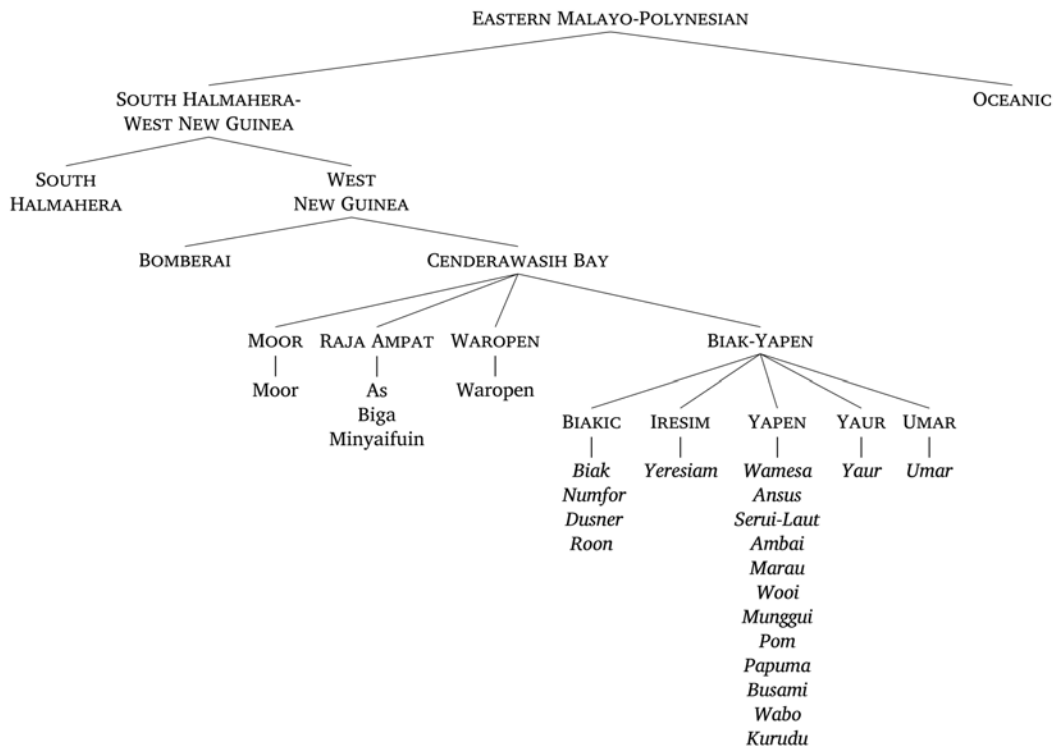 EASTERN MALAYO-POLYNESIAN
SOUTH HALMAHERA-
WEST NEW GUINEA
OCEANIC
SOUTH
HALMAHERA
WEST
NEW GUINEA
BOMBERAI
CENDERAWASIH BAY
MOOR
RAJA AMPAT
WAROPEN
BIAK-YAPEN
Moor
As
Biga
Minyaifuin
Waropen
BIAKIC
IRESIM
YAPEN
YAUR
UMAR
Biak
Numfor
Dusner
Roon
Yeresiam
Wamesa
Ansus
Serui-Laut
Ambai
Marau
Wooi
Munggui
Pom
Papuma
Busami
Wabo
Kurudu
Yaur
Umar